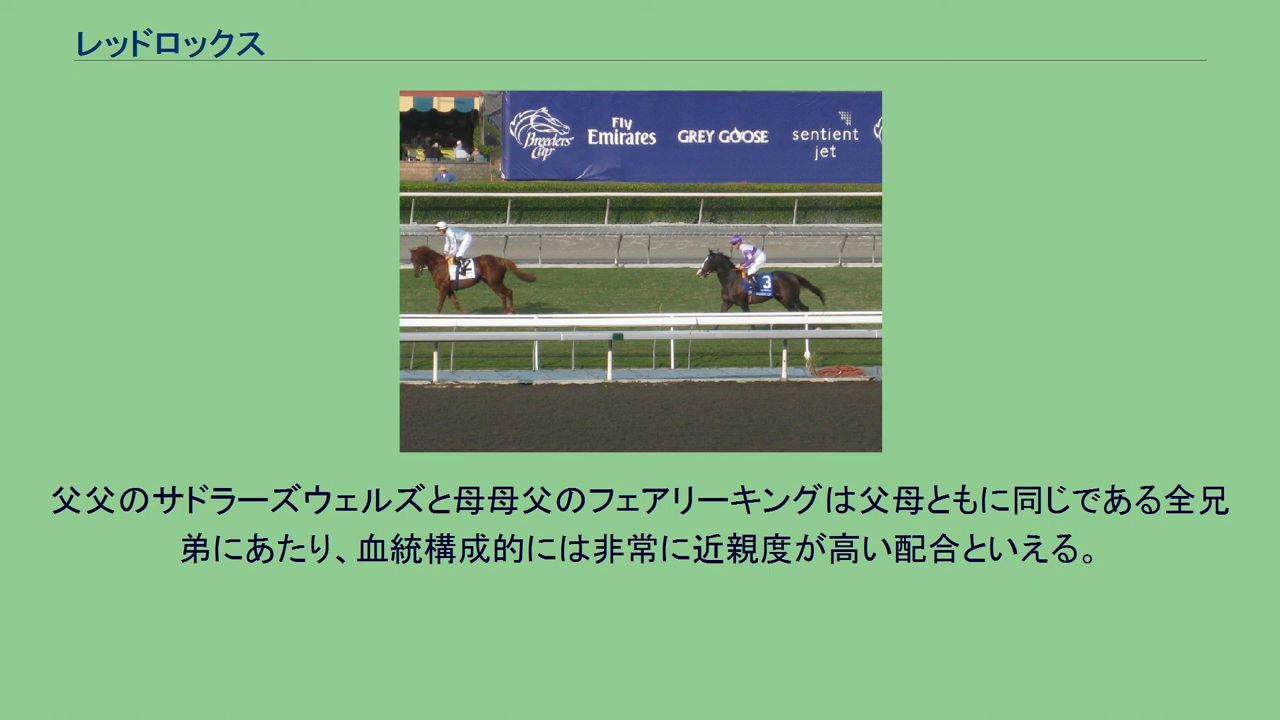 レッドロックス
Breeders' Cup
Fly Emirates
GREY GOOSE
sentient jet
2
3
父父のサドラーズウェルズと母母父のフェアリーキングは父母ともに同じである全兄
弟にあたり、血統構成的には非常に近親度が高い配合といえる。